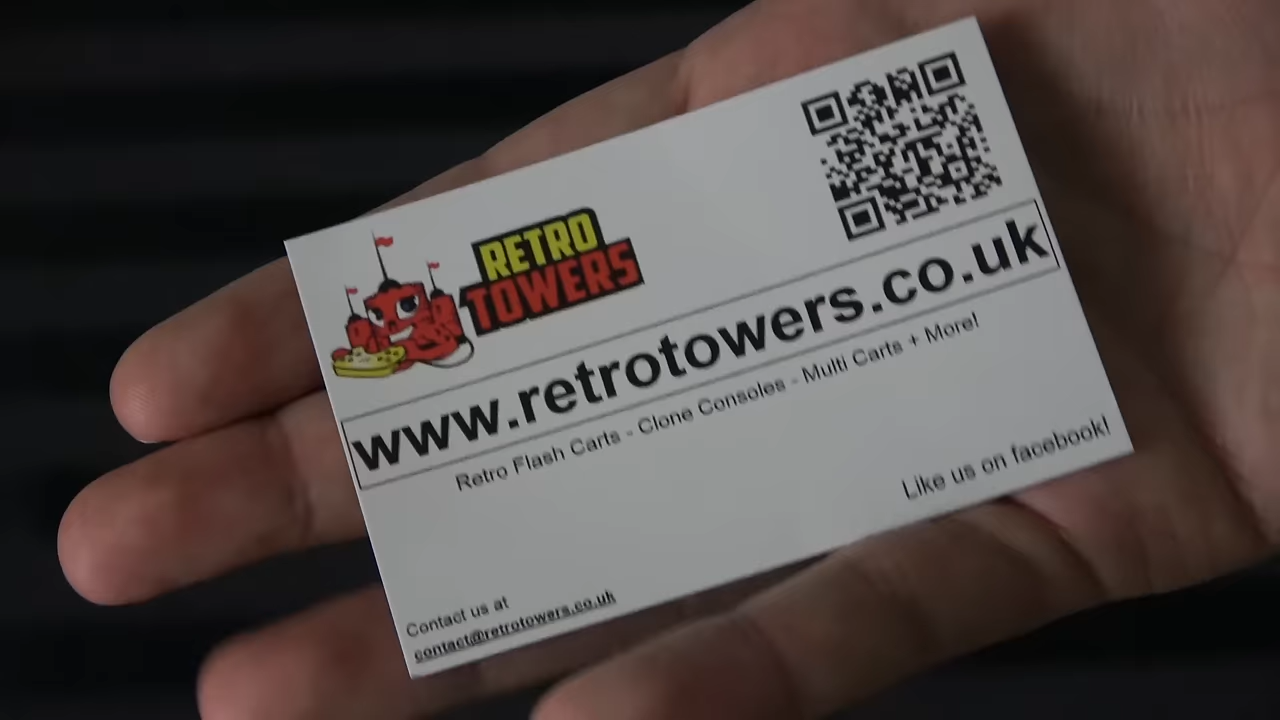 RETRO
TOWERS
www.retrotowers.co.uk
Retro Flash Carts - Clone Consoles - Multi Carts + More!
Like us on facebook!
Contact us at
contact@retrotowers.co.uk